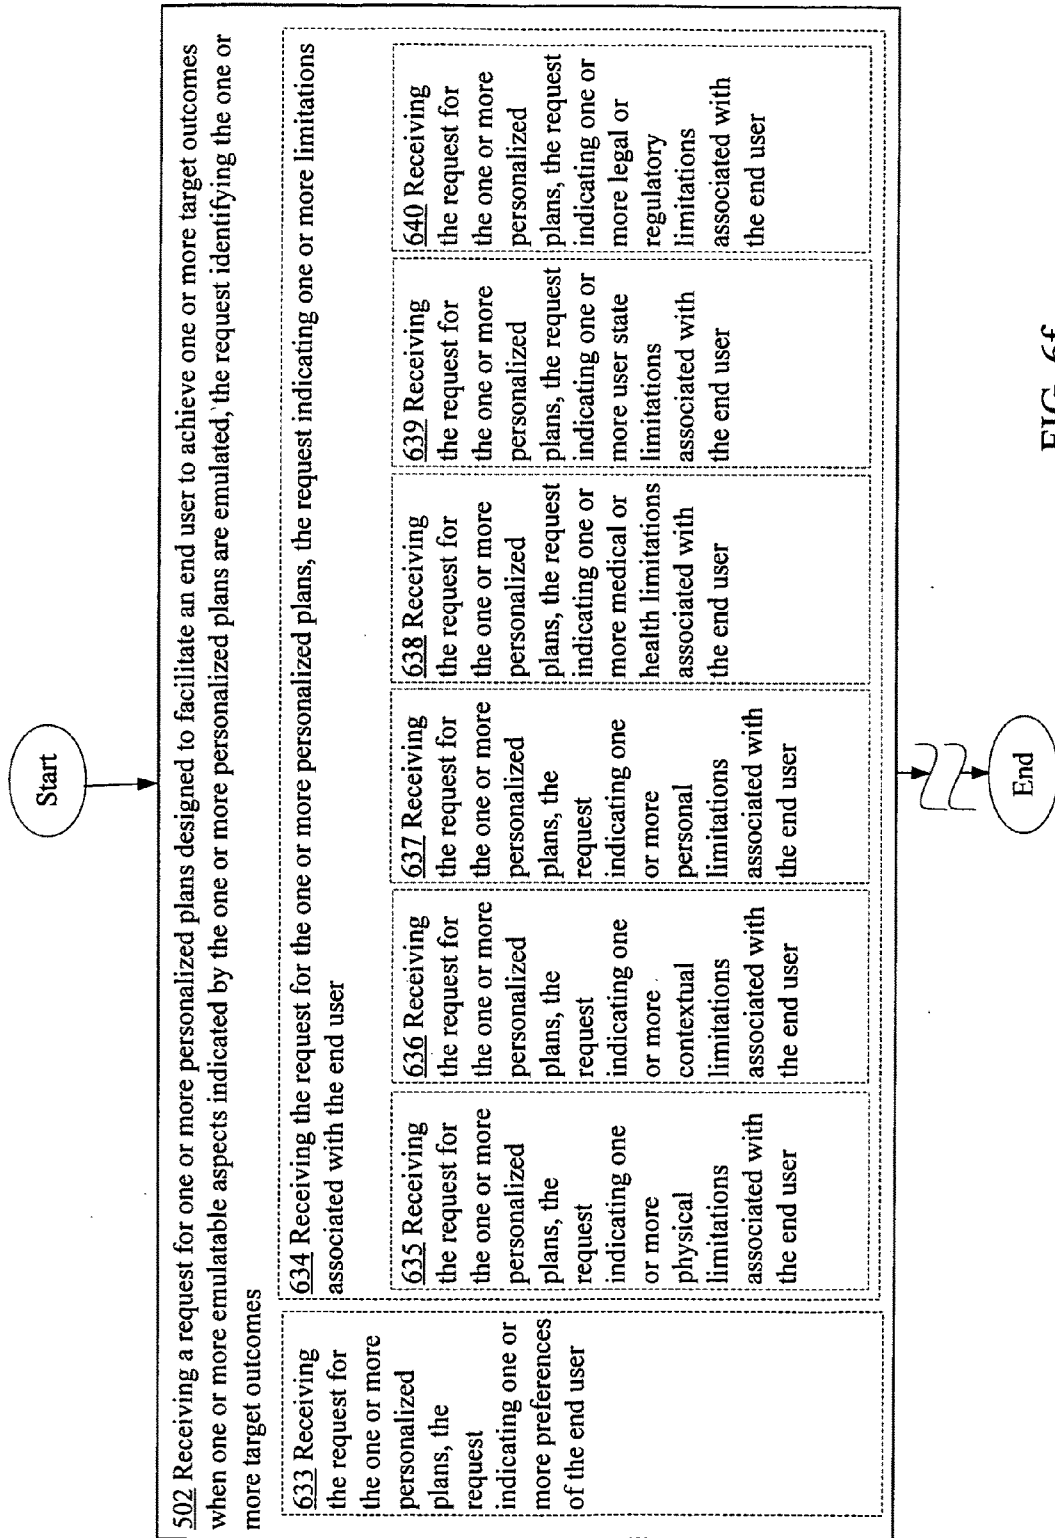 Start
502 Receiving a request for one or more personalized plans designed to facilitate an end user to achieve one or more target outcomes
when one or more emulatable aspects indicated by the one or more personalized plans are emulated, the request identifying the one or
more target outcomes
633 Receiving
the request for
the one or more
personalized
plans, the
request
indicating one or
more preferences
of the end user
634 Receiving the request for the one or more personalized plans, the request indicating one or more limitations
associated with the end user
635 Receiving
the request for
the one or more
personalized
plans, the
request
indicating one
or more
physical
limitations
associated with
the end user
636 Receiving
the request for
the one or more
personalized
plans, the
request
indicating one
or more
contextual
limitations
associated with
the end user
637 Receiving
the request for
the one or more
personalized
plans, the
request
indicating one
or more
personal
limitations
associated with
the end user
638 Receiving
the request for
the one or more
personalized
plans, the request
indicating one or
more medical or
health limitations
associated with
the end user
639 Receiving
the request for
the one or more
personalized
plans, the request
indicating one or
more user state
limitations
associated with
the end user
640 Receiving
the request for
the one or more
personalized
plans, the request
indicating one or
more legal or
regulatory
limitations
associated with
the end user
End
FIG. 6f